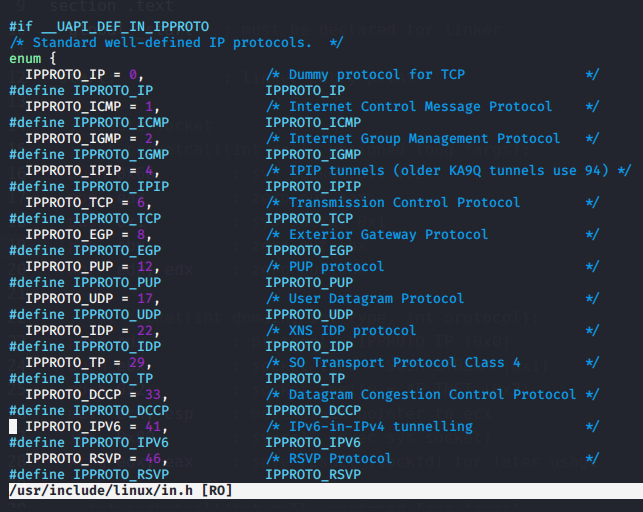 #if __UAPI_DEF_IN_IPPROTO
/* Standard well-defined IP protocols.  */
enum {
  IPPROTO_IP = 0,               /* Dummy protocol for TCP               */
#define IPPROTO_IP              IPPROTO_IP
  IPPROTO_ICMP = 1,             /* Internet Control Message Protocol    */
#define IPPROTO_ICMP            IPPROTO_ICMP
  IPPROTO_IGMP = 2,             /* Internet Group Management Protocol   */
#define IPPROTO_IGMP            IPPROTO_IGMP
  IPPROTO_IPIP = 4,             /* IPIP tunnels (older KA9Q tunnels use 94) */
#define IPPROTO_IPIP            IPPROTO_IPIP
  IPPROTO_TCP = 6,              /* Transmission Control Protocol        */
#define IPPROTO_TCP             IPPROTO_TCP
  IPPROTO_EGP = 8,              /* Exterior Gateway Protocol            */
#define IPPROTO_EGP             IPPROTO_EGP
  IPPROTO_PUP = 12,             /* PUP protocol                         */
#define IPPROTO_PUP             IPPROTO_PUP
  IPPROTO_UDP = 17,             /* User Datagram Protocol               */
#define IPPROTO_UDP             IPPROTO_UDP
  IPPROTO_IDP = 22,             /* XNS IDP protocol                     */
#define IPPROTO_IDP             IPPROTO_IDP
  IPPROTO_TP = 29,              /* SO Transport Protocol Class 4        */
#define IPPROTO_TP              IPPROTO_TP
  IPPROTO_DCCP = 33,            /* Datagram Congestion Control Protocol */
#define IPPROTO_DCCP            IPPROTO_DCCP
  IPPROTO_IPV6 = 41,            /* IPv6-in-IPv4 tunnelling              */
#define IPPROTO_IPV6            IPPROTO_IPV6
  IPPROTO_RSVP = 46,            /* RSVP Protocol                        */
#define IPPROTO_RSVP            IPPROTO_RSVP
/usr/include/linux/in.h [RO]